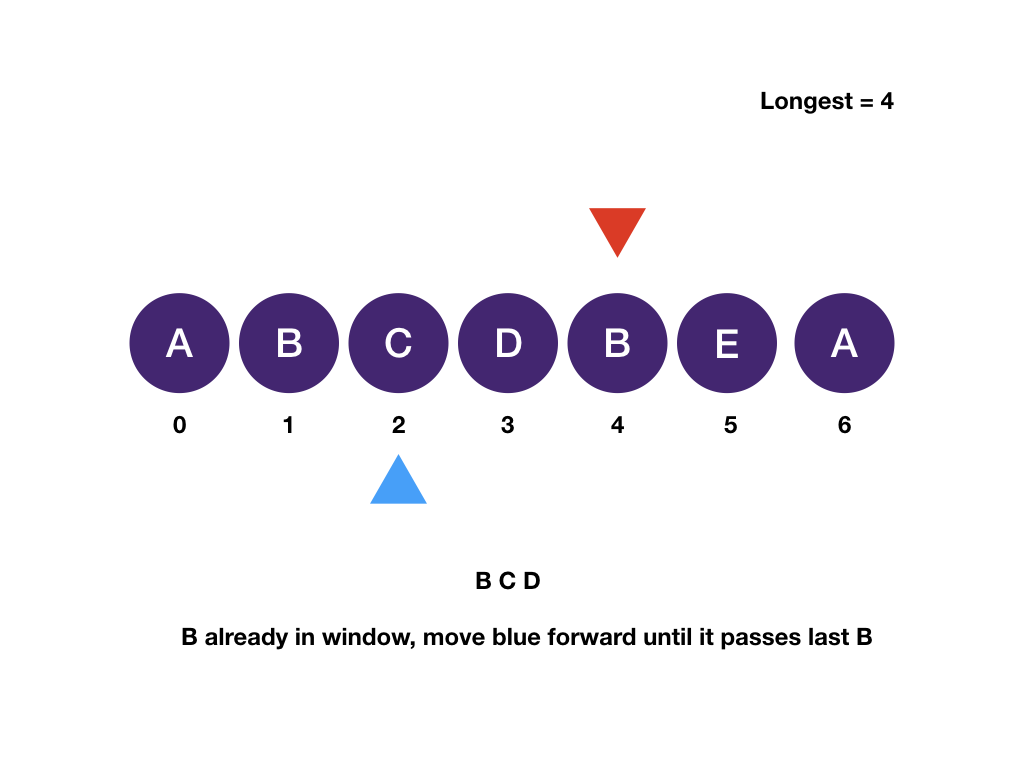 Longest = 4
A B C D B E A
0 1 2 3 4 5 6
B C D
B already in window, move blue forward until it passes last B